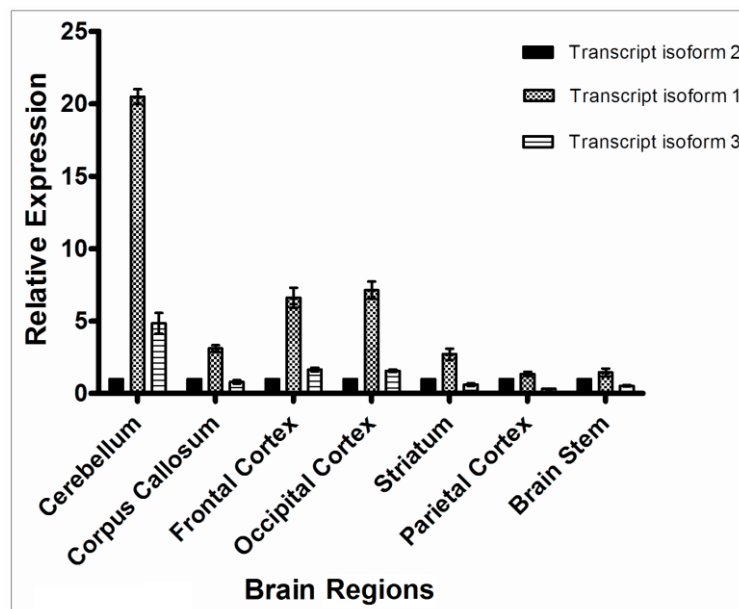 25
20
15
10
5
0
Relative Expression
Transcript isoform 2
Transcript isoform 1
Transcript isoform 3
Cerebellum
Corpus Callosum
Frontal Cortex
Occipital Cortex
Striatum
Parietal Cortex
Brain Stem
Brain Regions